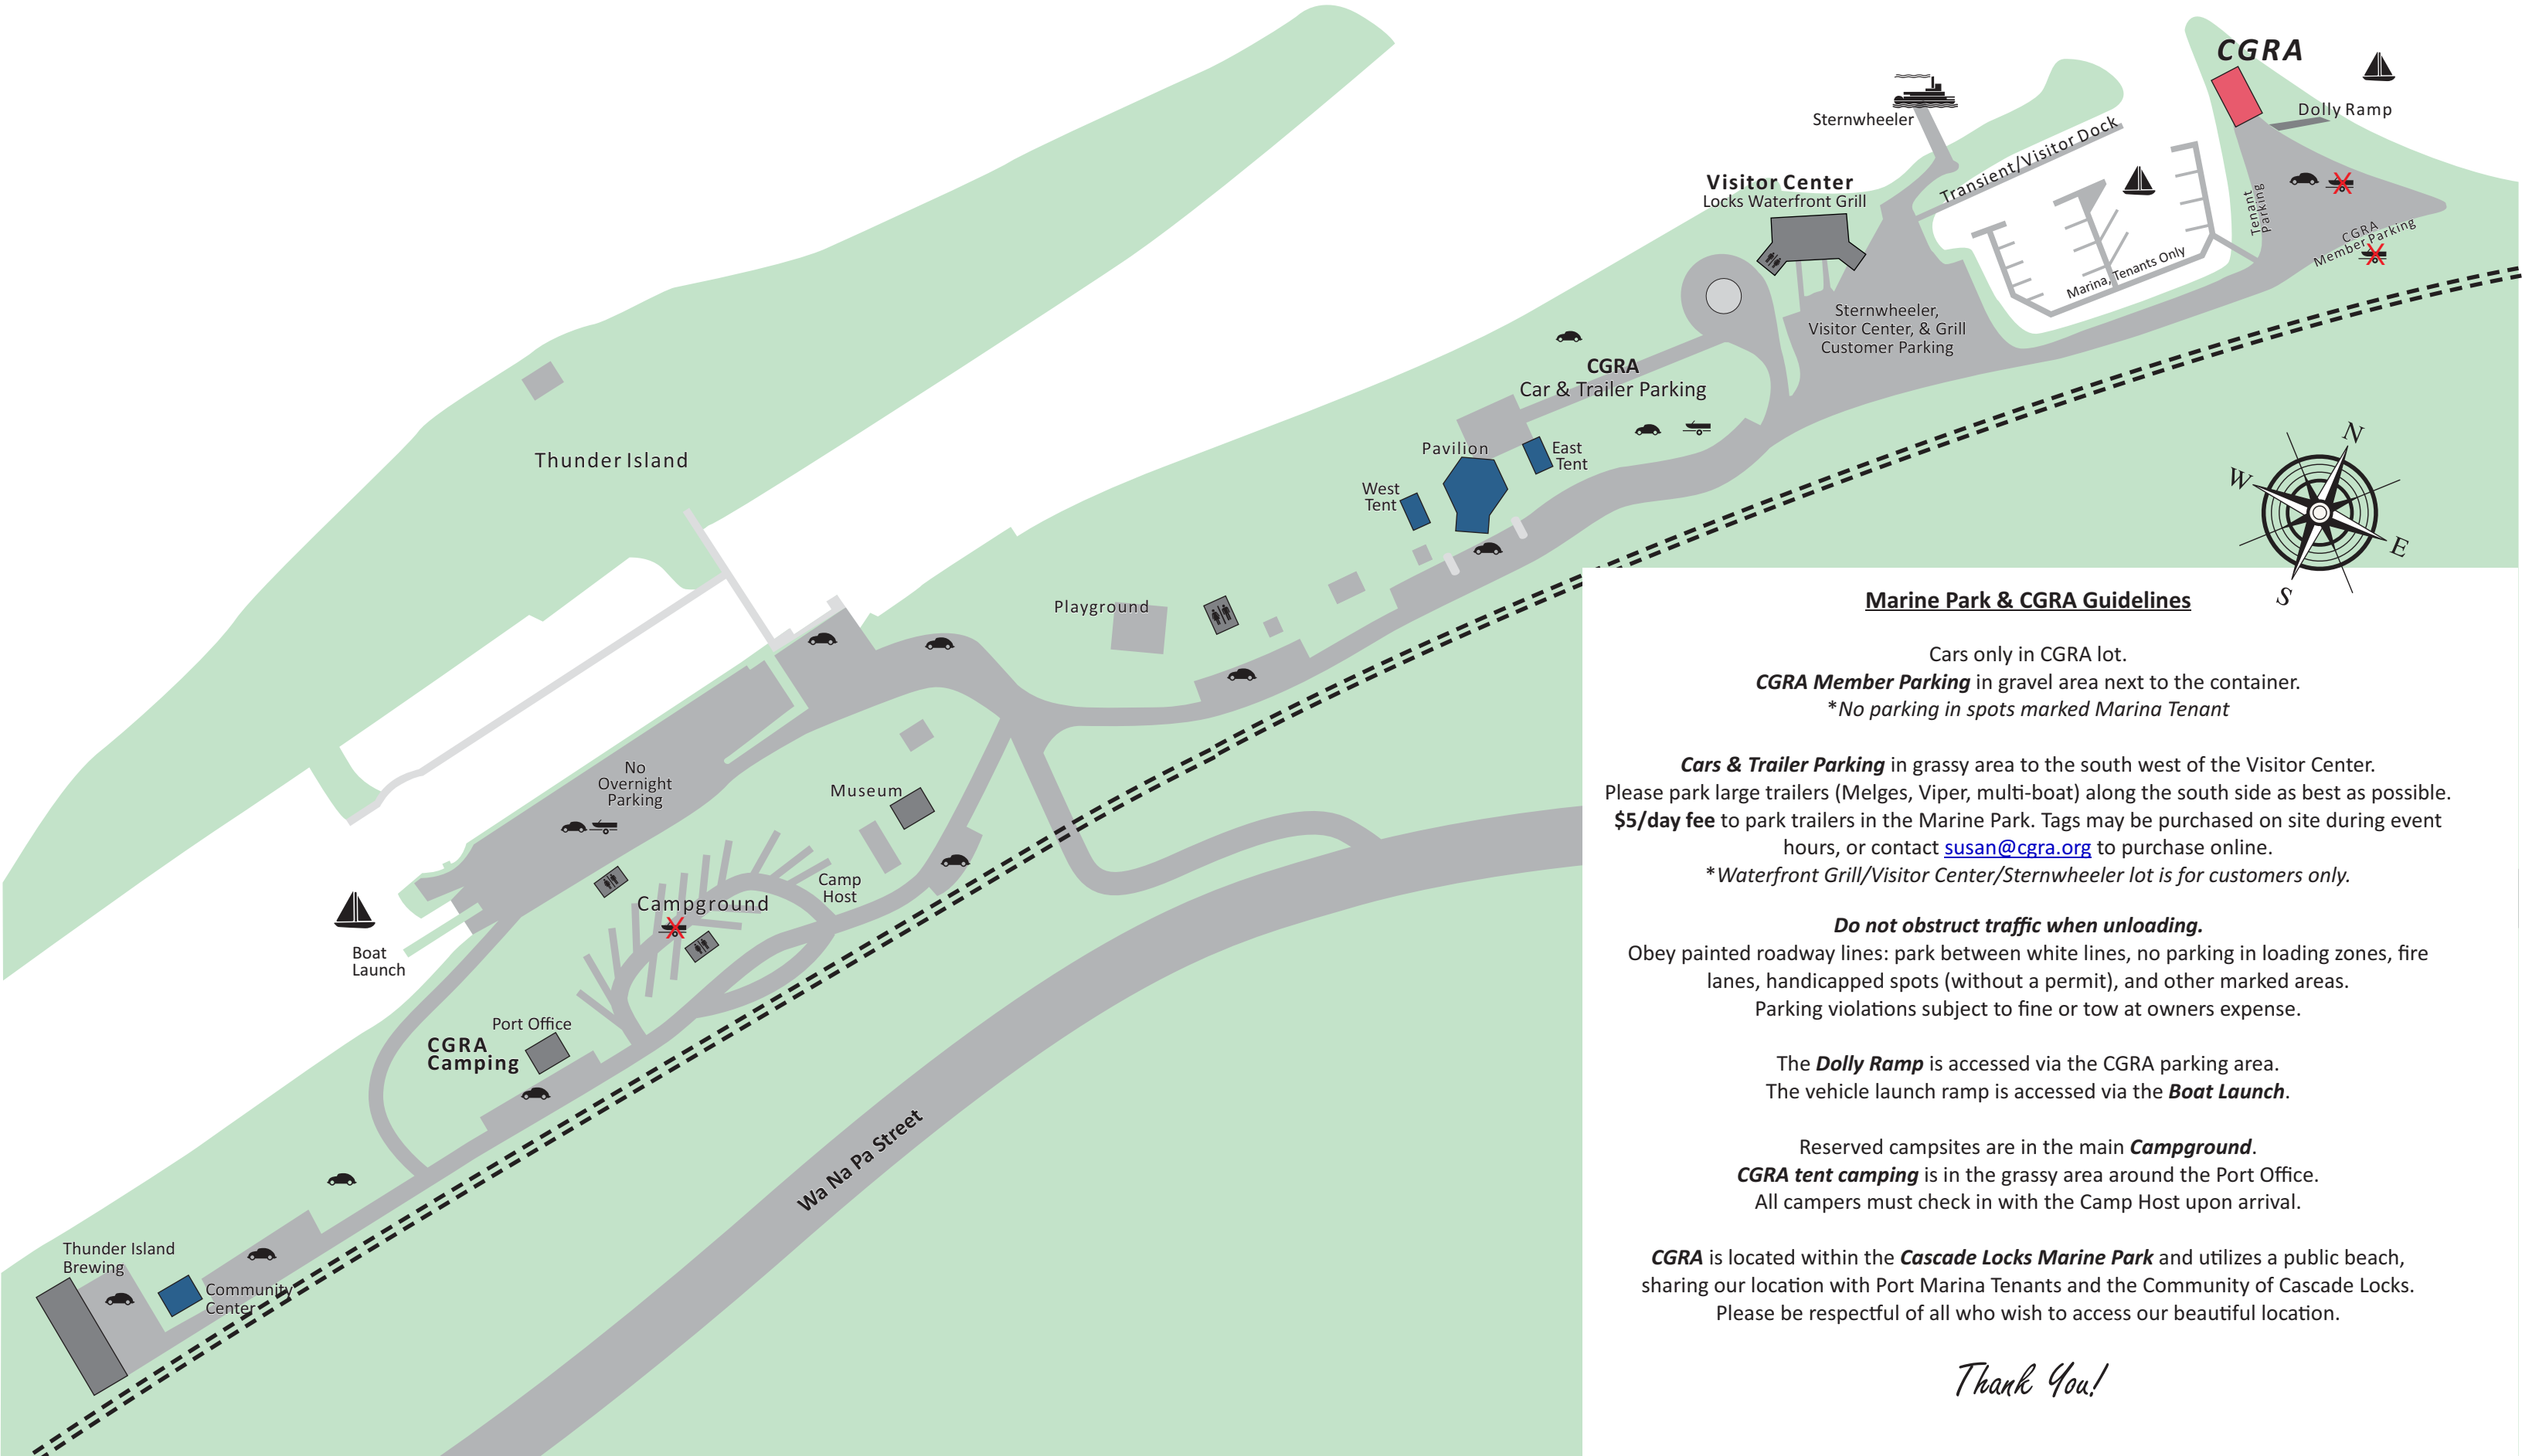 CGRA
Dolly Ramp
Sternwheeler
Transient/Visitor Dock
Visitor Center
Locks Waterfront Grill
Tenant
Parking
CGRA
Member Parking
Marina, Tenants Only
Sternwheeler,
Visitor Center, & Grill
Customer Parking
CGRA
Car & Trailer Parking
Thunder Island
Pavilion
East
Tent
West
Tent
N
W
E
S
Playground
No
Overnight
Parking
Museum
Camp
Host
Campground
Boat
Launch
Port Office
CGRA
Camping
Wa Na Pa Street
Thunder Island
Brewing
Community
Center
Marine Park & CGRA Guidelines
Cars only in CGRA lot.
CGRA Member Parking in gravel area next to the container.
*No parking in spots marked Marina Tenant
Cars & Trailer Parking in grassy area to the south west of the Visitor Center.
Please park large trailers (Melges, Viper, multi-boat) along the south side as best as possible.
$5/day fee to park trailers in the Marine Park. Tags may be purchased on site during event
hours, or contact susan@cgra.org to purchase online.
*Waterfront Grill/Visitor Center/Sternwheeler lot is for customers only.
Do not obstruct traffic when unloading.
Obey painted roadway lines: park between white lines, no parking in loading zones, fire
lanes, handicapped spots (without a permit), and other marked areas.
Parking violations subject to fine or tow at owners expense.
The Dolly Ramp is accessed via the CGRA parking area.
The vehicle launch ramp is accessed via the Boat Launch.
Reserved campsites are in the main Campground.
CGRA tent camping is in the grassy area around the Port Office.
All campers must check in with the Camp Host upon arrival.
CGRA is located within the Cascade Locks Marine Park and utilizes a public beach,
sharing our location with Port Marina Tenants and the Community of Cascade Locks.
Please be respectful of all who wish to access our beautiful location.
Thank You!